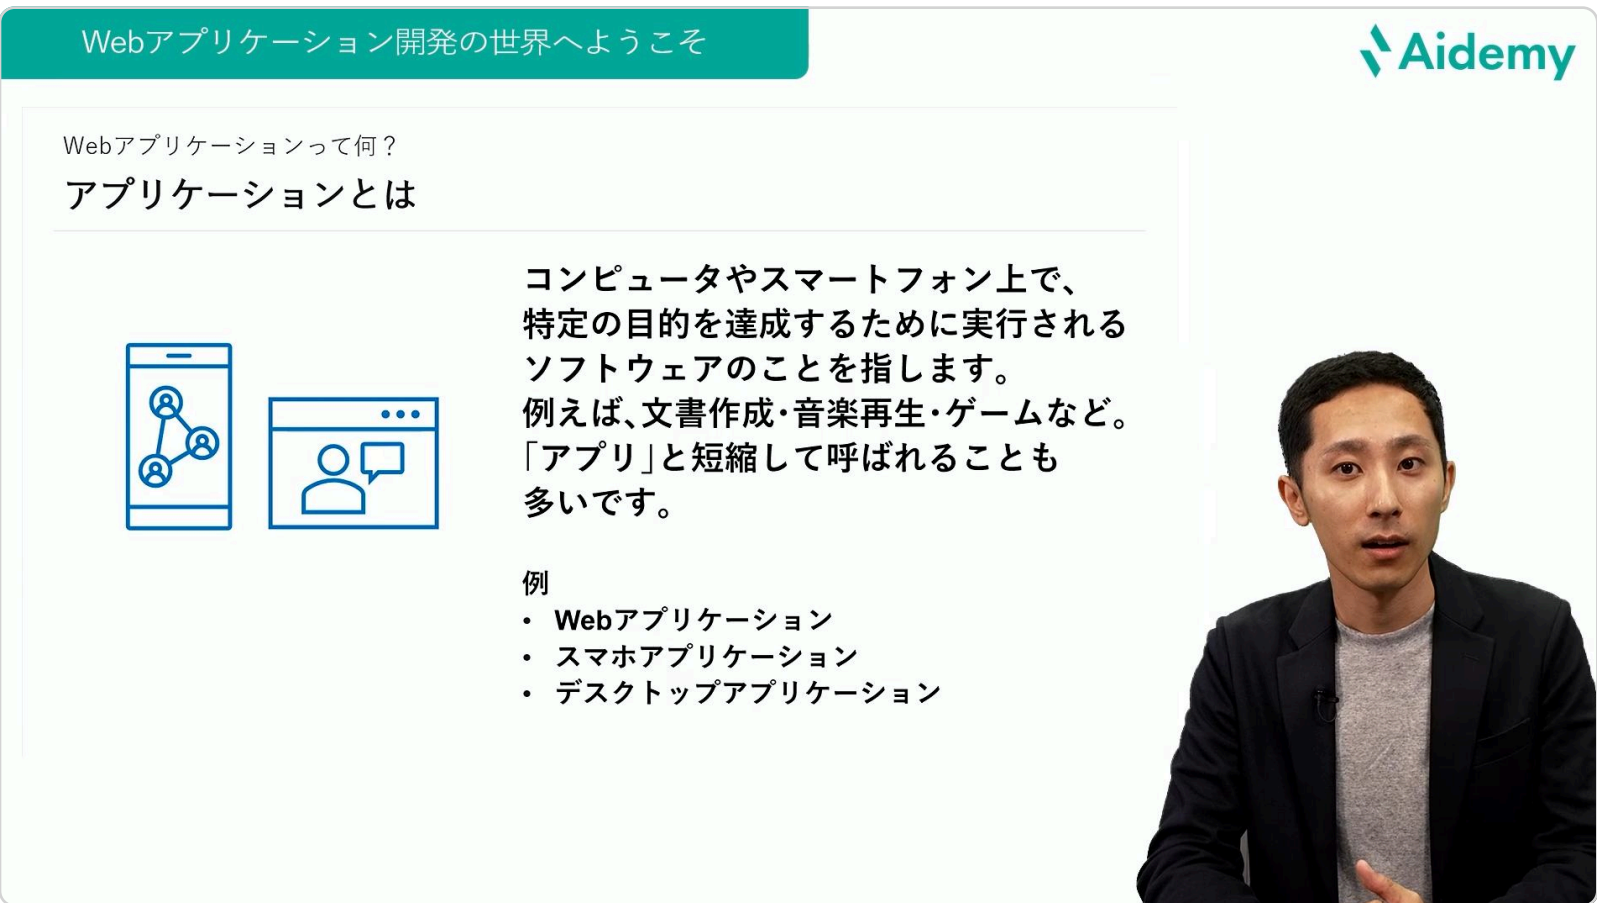 Webアプリケーション開発の世界へようこそ
Aidemy
Webアプリケーションって何？
アプリケーションとは
コンピュータやスマートフォン上で、
特定の目的を達成するために実行される
ソフトウェアのことを指します。
例えば、文書作成・音楽再生・ゲームなど。
「アプリ」と短縮して呼ばれることも
多いです。
例
• Webアプリケーション
• スマホアプリケーション
• デスクトップアプリケーション